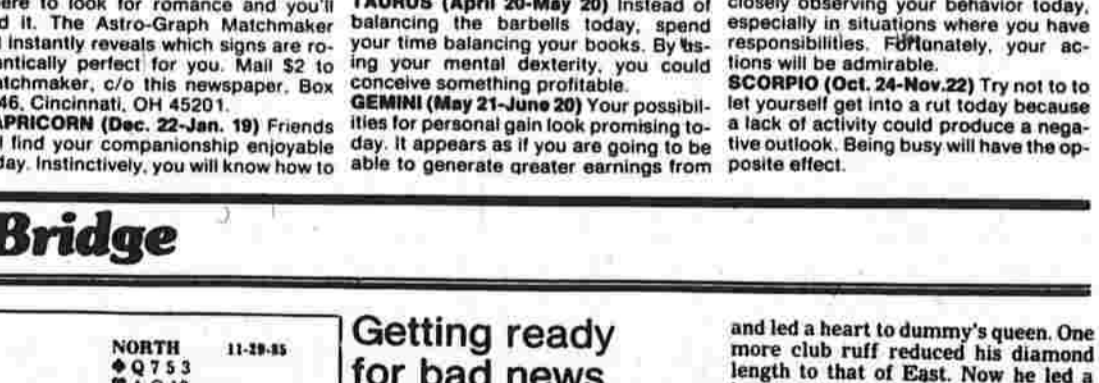 ere to look for romance and you'll
d it. The Astro-Graph Matchmaker
instantly reveals which signs are ro-
antically perfect for you. Mail $2 to
atchmaker, c/o this newspaper, Box
46, Cincinnati, OH 45201.
APRICORN (Dec. 22-Jan. 19) Friends
find your companionship enjoyable
day. Instinctively, you will know how to
TAURUS (April 20-May 20) Instead of
balancing the barbells today, spend
your time balancing your books. By us-
ing your mental dexterity, you could
conceive something profitable.
GEMINI (May 21-June 20) Your possibil-
ities for personal gain look promising to-
day. It appears as if you are going to be
able to generate greater earnings from
closely observing your behavior today,
especially in situations where you have
responsibilities. Fortunately, your ac-
tions will be admirable.
SCORPIO (Oct. 24-Nov.22) Try not to to
let yourself get into a rut today because
a lack of activity could produce a nega-
tive outlook. Being busy will have the op-
posite effect.
Bridge
NORTH 11-29-85
♠ Q 7 5 3
Getting ready
for bad news
and led a heart to dummy's queen. One
more club ruff reduced his diamond
length to that of East. Now he led a